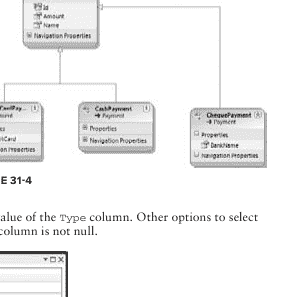 Id
Amount
Name
Navigation Properties
CashPayment
Payment
Properties
Navigation Properties
ChequePayment
Payment
Properties
BankName
Navigation Properties
E 31-4
alue of the Type column. Other options to select
column is not null.